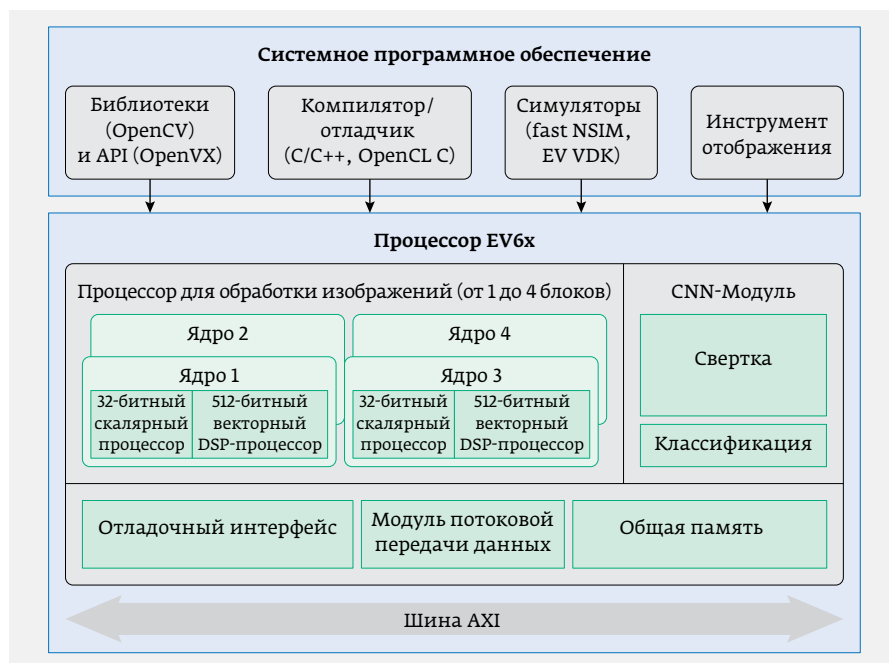 Системное программное обеспечение
Библиотеки
(OpenCV)
и API (OpenVX)
Компилятор/
отладчик
(C/C++, OpenCL C)
Симуляторы
(fast NSIM,
EV VDK)
Инструмент
отображения
Процессор EV6x
Процессор для обработки изображений (от 1 до 4 блоков)
Ядро 2
Ядро 1
32-битный
скалярный
процессор
512-битный
векторный
DSP-процессор
Ядро 4
Ядро 3
32-битный
скалярный
процессор
512-битный
векторный
DSP-процессор
CNN-Модуль
Свертка
Классификация
Отладочный интерфейс
Модуль потоковой
передачи данных
Общая память
Шина AXI